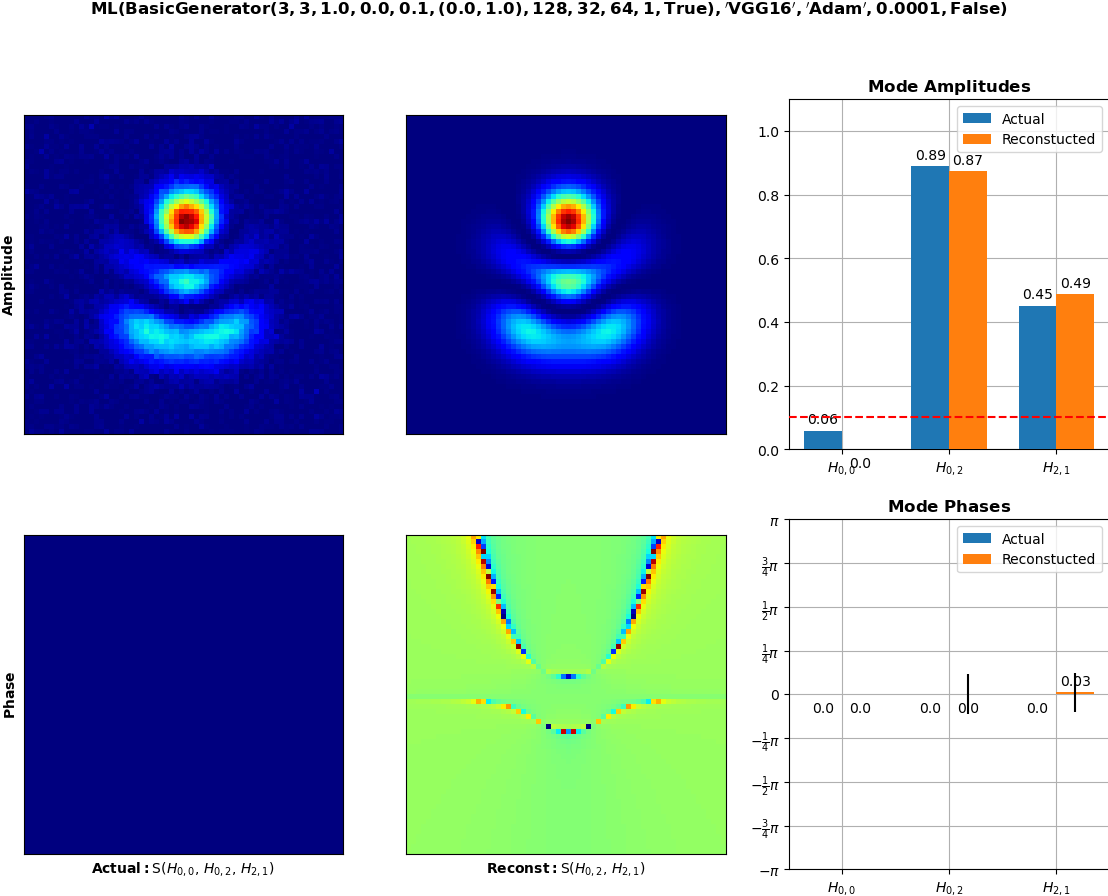 ML(BasicGenerator(3, 3, 1.0, 0.0, 0.1, (0.0, 1.0), 128, 32, 64, 1, True), ′VGG16′, ′Adam′, 0.0001, False)
Amplitude
Mode Amplitudes
Actual
Reconstucted
1.0
0.8
0.6
0.4
0.2
0.0
0.06
0.0
0.89
0.87
0.45
0.49
H0,0
H0,2
H2,1
Phase
Actual: S(H0,0, H0,2, H2,1)
Reconst: S(H0,2, H2,1)
Mode Phases
Actual
Reconstucted
π
3/4π
1/2π
1/4π
0
−1/4π
−1/2π
−3/4π
−π
0.0
0.0
0.0
0.0
0.0
0.03
H0,0
H0,2
H2,1